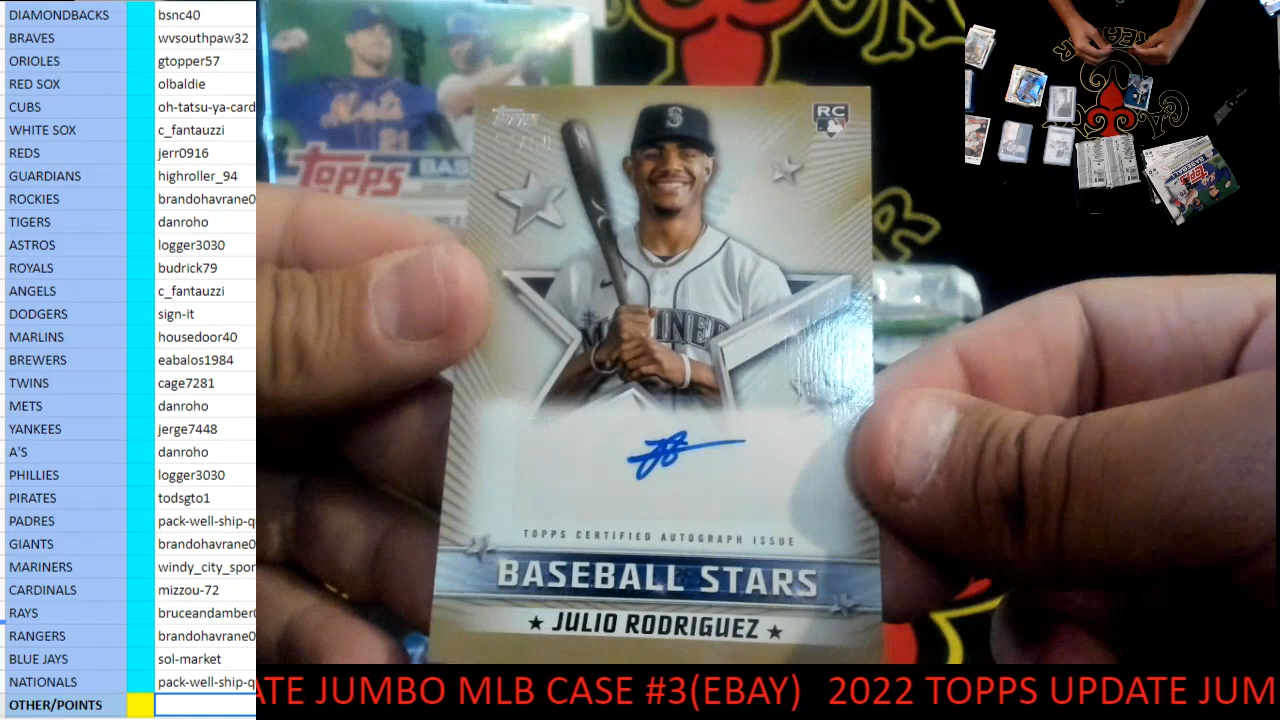 DIAMONDBACKS bsnc40
BRAVES wvsouthpaw32
ORIOLES gtopper57
RED SOX olbaldie
CUBS oh-tatsu-ya-card
WHITE SOX c_fantauzzi
REDS jerr0916
GUARDIANS highroller_94
ROCKIES brandohavrane0
TIGERS danroho
ASTROS logger3030
ROYALS budrick79
ANGELS c_fantauzzi
DODGERS sign-it
MARLINS housedoor40
BREWERS eabalos1984
TWINS cage7281
METS danroho
YANKEES jerge7448
A'S danroho
PHILLIES logger3030
PIRATES todsgto1
PADRES pack-well-ship-q
GIANTS brandohavrane0
MARINERS windy_city_spor
CARDINALS mizzou-72
RAYS bruceandamber
RANGERS brandohavrane0
BLUE JAYS sol-market
NATIONALS pack-well-ship-q
OTHER/POINTS
Mets
21
TOPPS
Topps
RC
S
MARINER
TOPPS CERTIFIED AUTOGRAPH ISSUE
BASEBALL STARS
★ JULIO RODRIGUEZ ★
TOPPS
BASEBALL
ATE JUMBO MLB CASE #3(EBAY) 2022 TOPPS UPDATE JUM